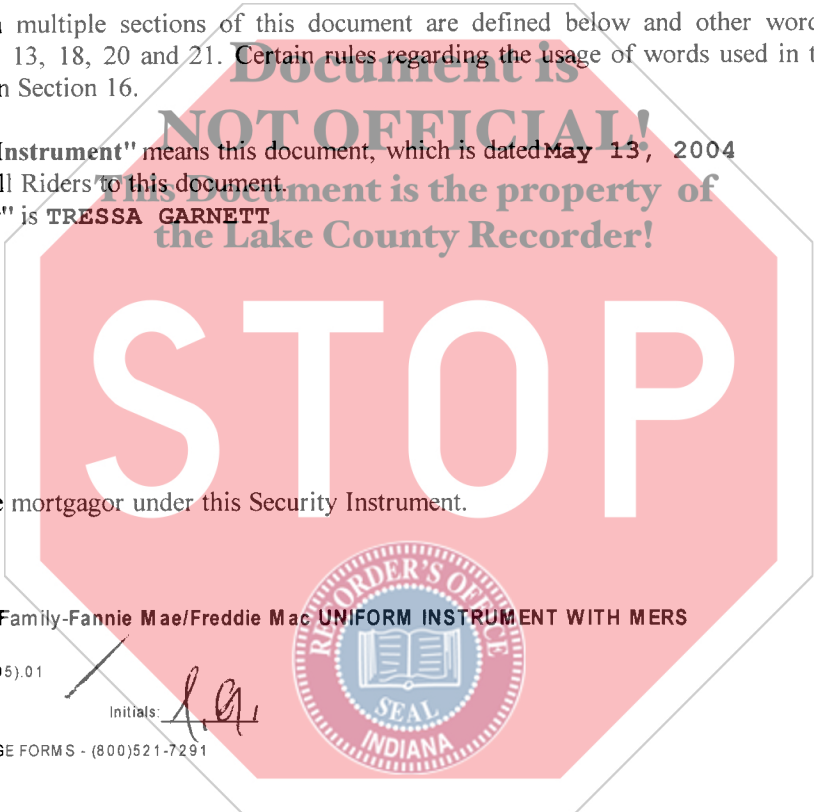 multiple sections of this document are defined below and other word
13, 18, 20 and 21. Certain rules regarding the usage of words used in t
n Section 16.
Document is
NOT OFFICIAL!
This Document is the property of
the Lake County Recorder!
Instrument" means this document, which is dated May 13, 2004
ll Riders to this document.
" is TRESSA GARNETT
STOP
e mortgagor under this Security Instrument.
Family-Fannie Mae/Freddie Mac UNIFORM INSTRUMENT WITH MERS
05).01
Initials:
GE FORMS - (800)521-7291
RECORDER'S OFFICE
SEAL
INDIANA